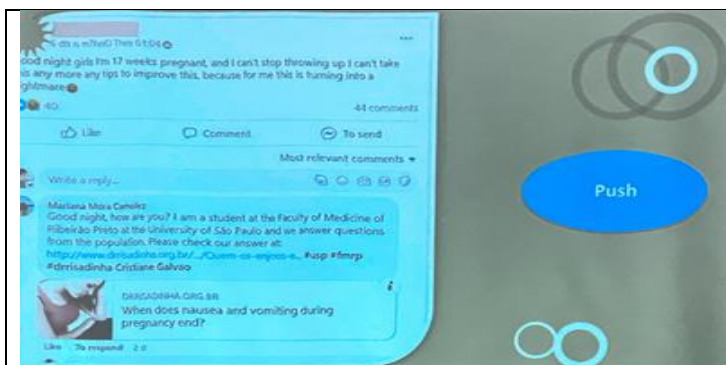 ood night girls I'm 17 weeks pregnant, and I can't stop throwing up I can't take
is any more any tips to improve this, because for me this is turning into a
ghtmare
40
44 comments
Like Comment To send
Most relevant comments
Write a reply...
Mariana Mora
Good night, how are you? I am a student at the Faculty of Medicine of
Ribeirão Preto at the University of São Paulo and we answer questions
from the population. Please check our answer at:
http://www.drrisadinha.org.br/.../Quem-os-enjoos-e... #usp #fmrp
#drrisadinha Cristiane Galvao
DRRISADINHA.ORG.BR
When does nausea and vomiting during
pregnancy end?
Like To respond 2 d
Push